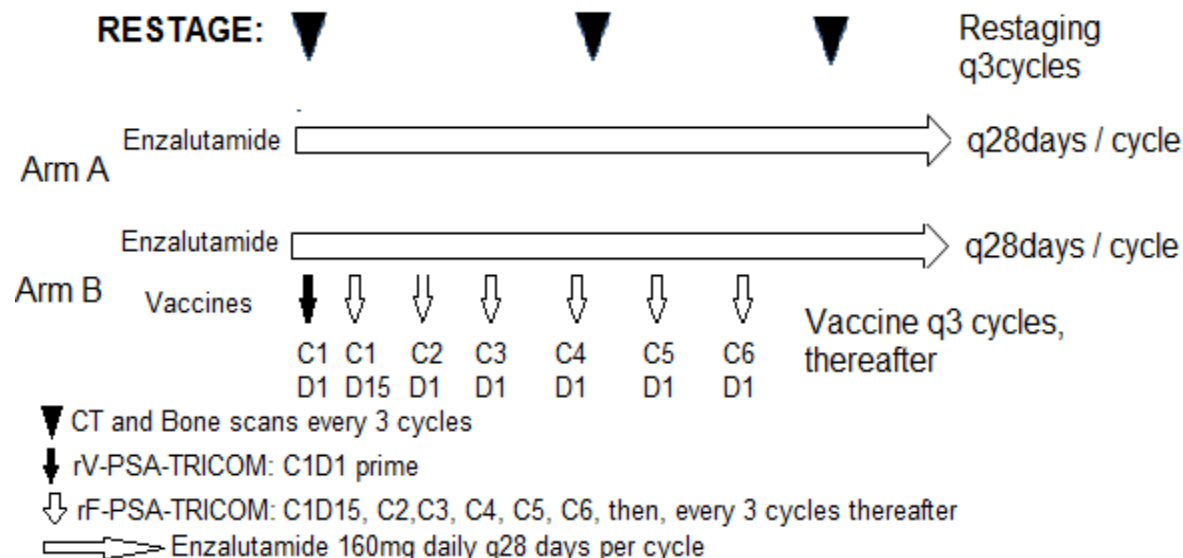 RESTAGE:
Restaging
q3cycles
Enzalutamide
q28days / cycle
Arm A
Enzalutamide
q28days / cycle
Arm B
Vaccines
Vaccine q3 cycles,
thereafter
C1 C1 C2 C3 C4 C5 C6
D1 D15 D1 D1 D1 D1 D1
CT and Bone scans every 3 cycles
rV-PSA-TRICOM: C1D1 prime
rF-PSA-TRICOM: C1D15, C2,C3, C4, C5, C6, then, every 3 cycles thereafter
Enzalutamide 160mg daily q28 days per cycle